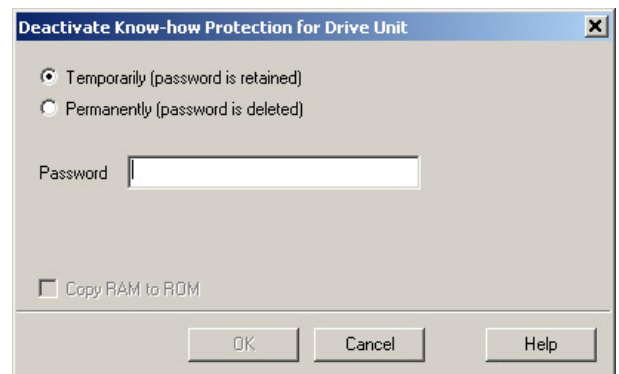 Deactivate Know-how Protection for Drive Unit
Temporarily (password is retained)
Permanently (password is deleted)
Password
Copy RAM to ROM
OK Cancel Help